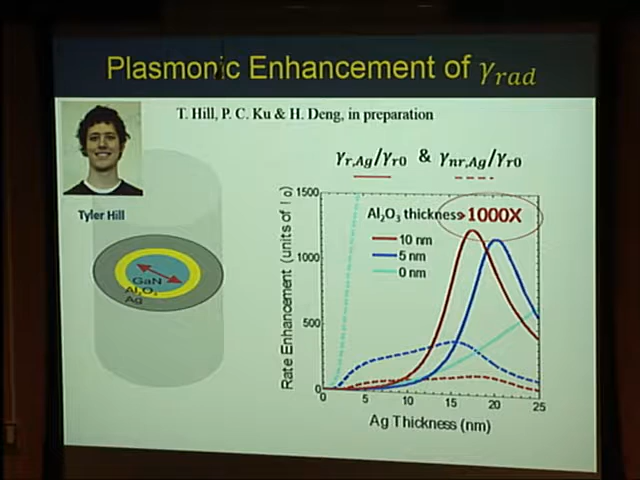 Plasmonic Enhancement of γrad
T. Hill, P. C. Ku & H. Deng, in preparation
Tyler Hill
γr,Ag/γr0 & γnr,Ag/γr0
Al₂O₃ thickness 1000X
10 nm
5 nm
0 nm
Rate Enhancement (units of Γ0)
1500
1000
500
0
0 5 10 15 20 25
Ag Thickness (nm)
GaN
Al₂O₃
Ag